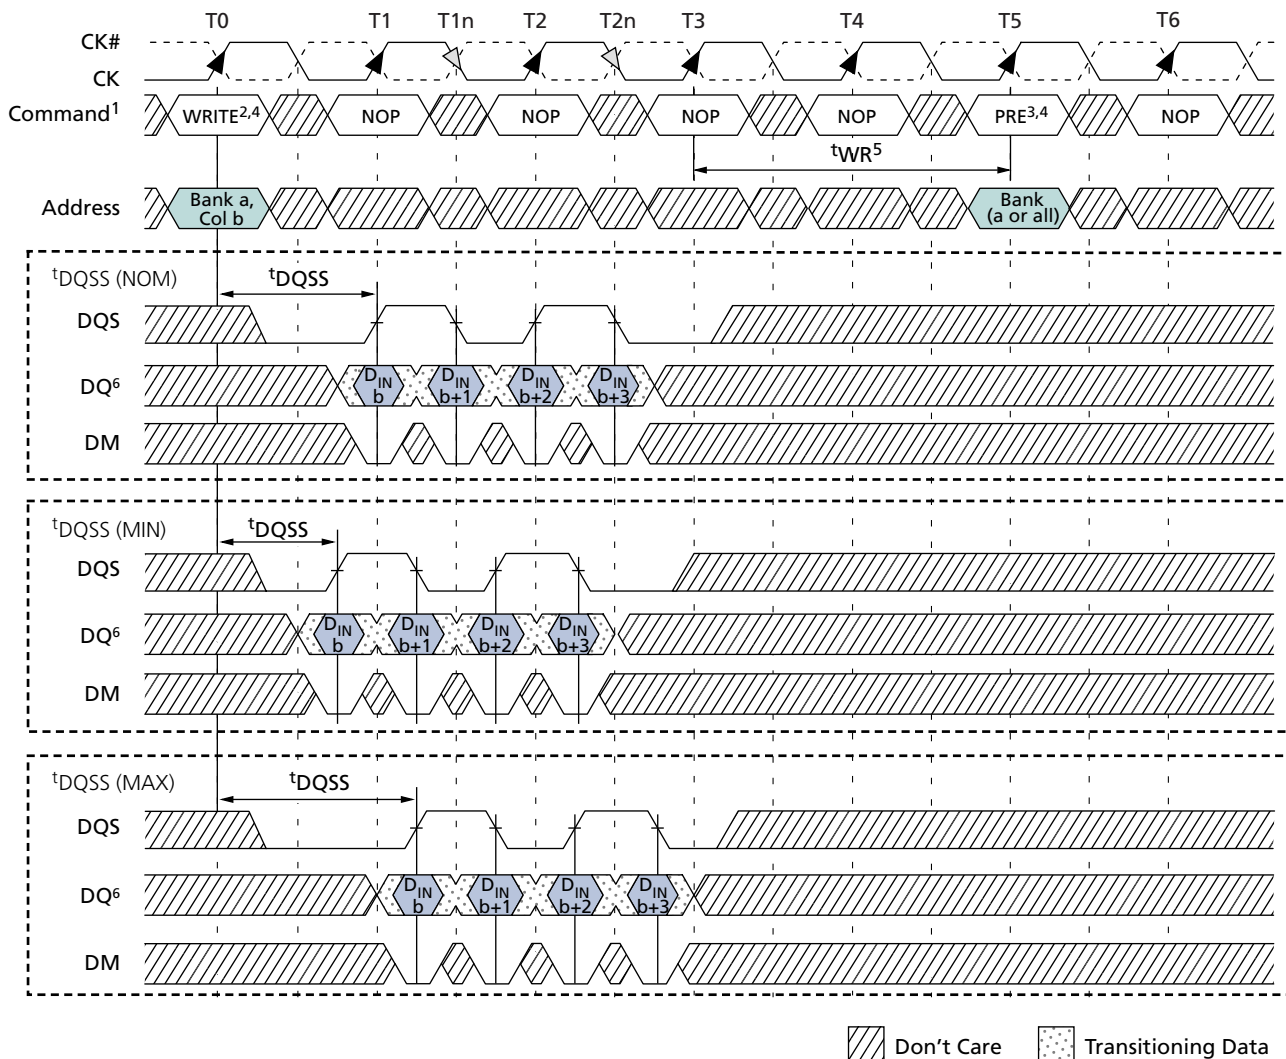 T0 T1 T1n T2 T2n T3 T4 T5 T6
CK#
CK
Command¹ WRITE²,⁴ NOP NOP NOP NOP PRE³,⁴ NOP
ᵗWR⁵
Address Bank a, Col b Bank (a or all)
ᵗDQSS (NOM) ᵗDQSS
DQS
DQ⁶ DIN b DIN b+1 DIN b+2 DIN b+3
DM
ᵗDQSS (MIN) ᵗDQSS
DQS
DQ⁶ DIN b DIN b+1 DIN b+2 DIN b+3
DM
ᵗDQSS (MAX) ᵗDQSS
DQS
DQ⁶ DIN b DIN b+1 DIN b+2 DIN b+3
DM
Don't Care Transitioning Data